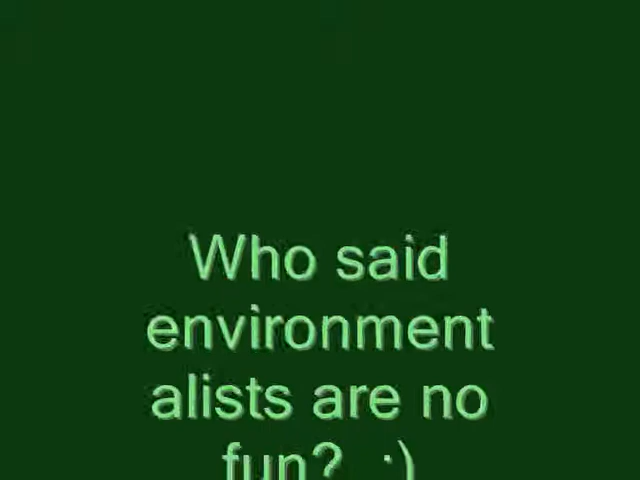 Who said
environment
alists are no
fun?  :)